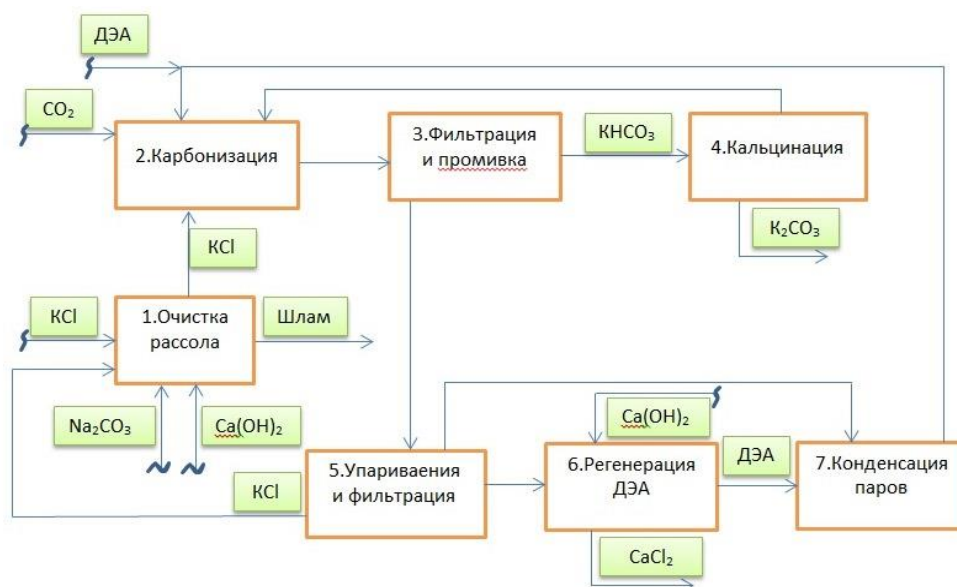 ДЭА
CO₂
2.Карбонизация
3.Фильтрация
и промивка
KHCO₃
4.Кальцинация
K₂CO₃
KCl
KCl
1.Очистка
рассола
Шлам
Na₂CO₃
Ca(OH)₂
Ca(OH)₂
KCl
5.Упариваения
и фильтрация
6.Регенерация
ДЭА
ДЭА
7.Конденсация
паров
CaCl₂